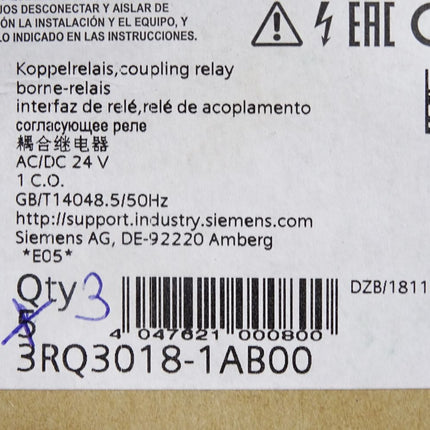 JOS DESCONECTAR Y AISLAR DE
ÓN LA INSTALACIÓN Y EL EQUIPO, Y
LO INDICADO EN LAS INSTRUCCIONES.
EAC
Koppelrelais,coupling relay
borne-relais
interfaz de relé,relé de acoplamento
согласующее реле
耦合继电器
AC/DC 24 V
1 C.O.
GB/T14048.5/50Hz
http://support.industry.siemens.com
Siemens AG, DE-92220 Amberg
*E05*
Qty 3
5
DZB/1811
4 047621 000800
3RQ3018-1AB00